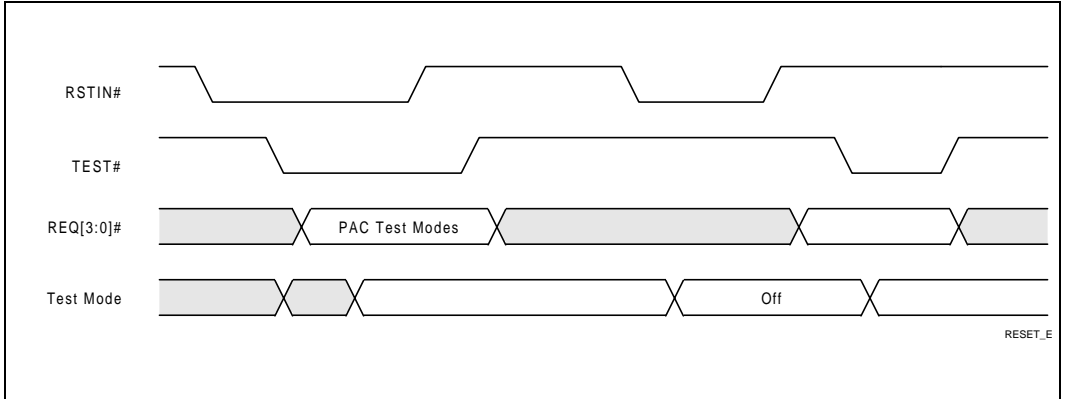 RSTIN#
TEST#
REQ[3:0]# PAC Test Modes
Test Mode Off
RESET_E